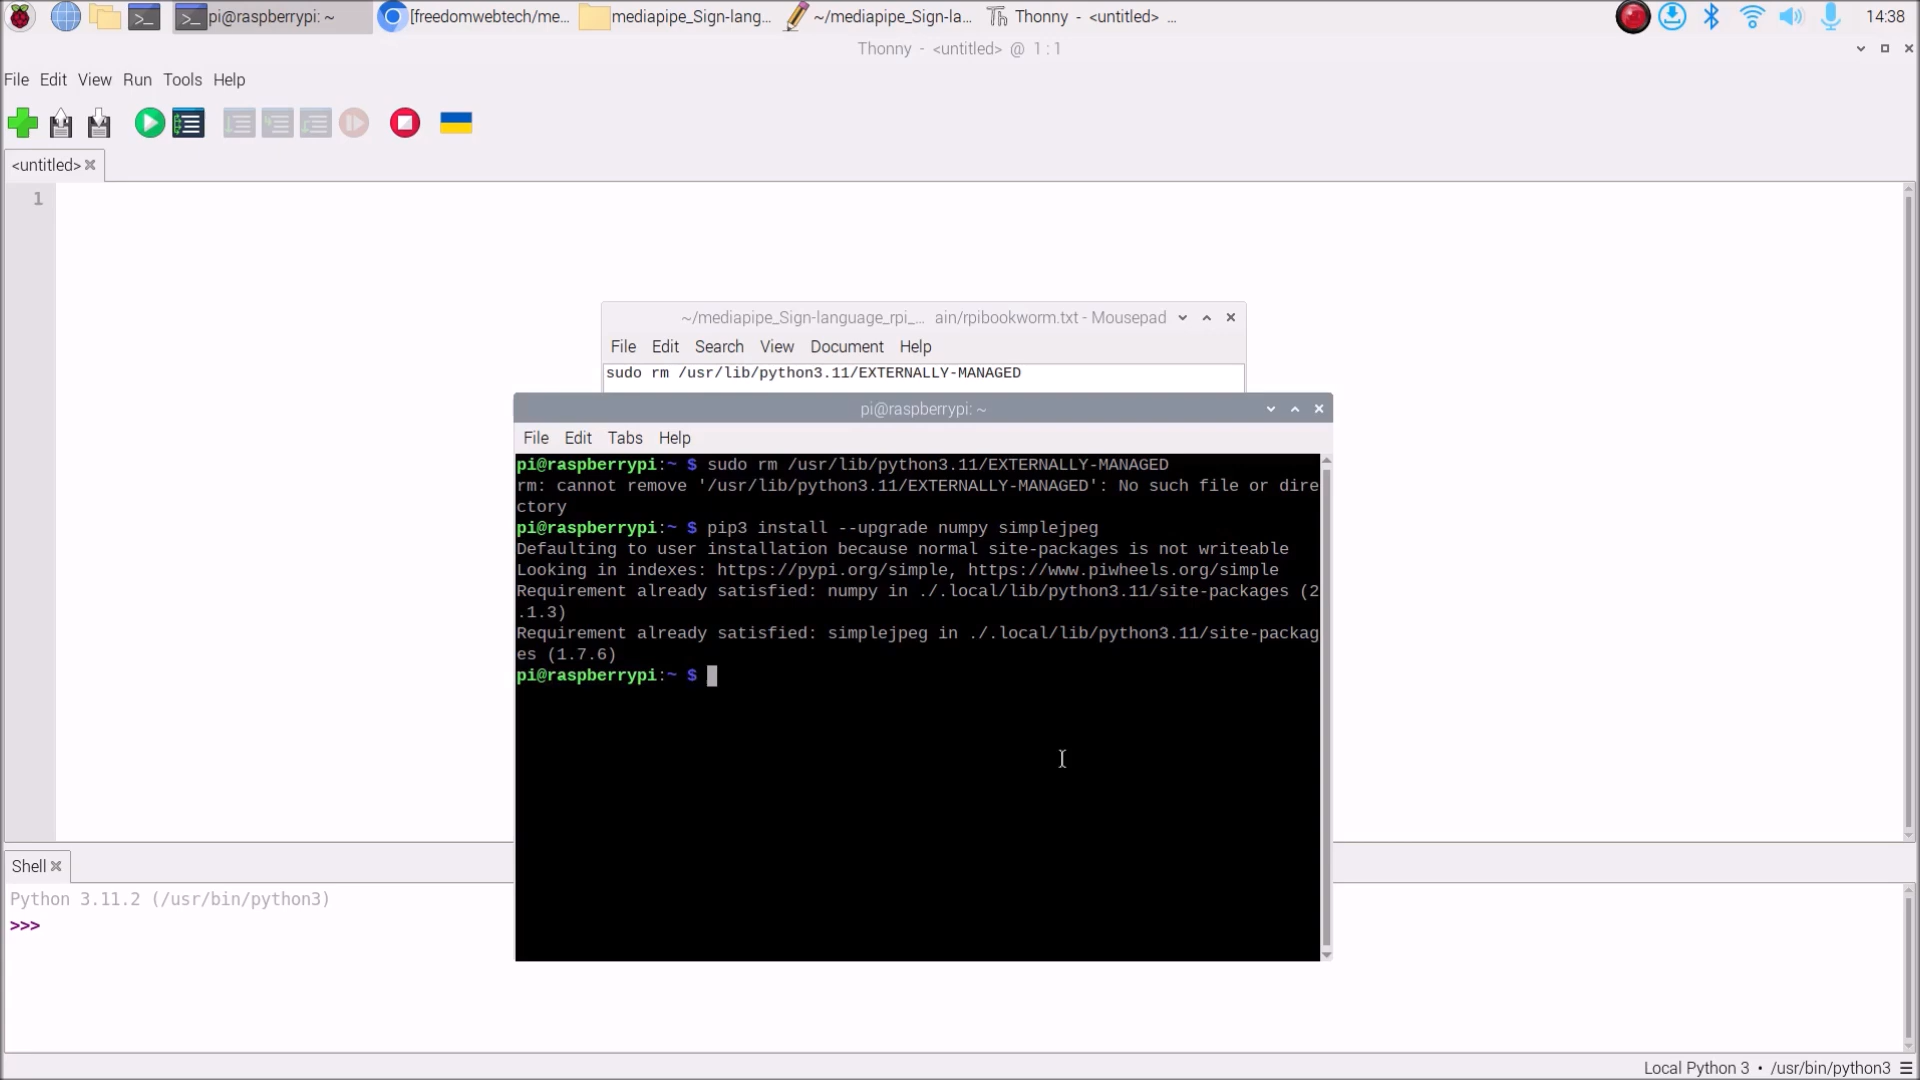 pi@raspberrypi: ~
[freedomwebtech/me...
mediapipe_Sign-lang...
~/mediapipe_Sign-la...
Thonny - <untitled> ...
14:38
Thonny - <untitled> @ 1:1
File Edit View Run Tools Help
<untitled>
1
~/mediapipe_Sign-language_rpi_... ain/rpibookworm.txt - Mousepad
File Edit Search View Document Help
sudo rm /usr/lib/python3.11/EXTERNALLY-MANAGED
pi@raspberrypi: ~
File Edit Tabs Help
pi@raspberrypi:~ $ sudo rm /usr/lib/python3.11/EXTERNALLY-MANAGED
rm: cannot remove '/usr/lib/python3.11/EXTERNALLY-MANAGED': No such file or dire
ctory
pi@raspberrypi:~ $ pip3 install --upgrade numpy simplejpeg
Defaulting to user installation because normal site-packages is not writeable
Looking in indexes: https://pypi.org/simple, https://www.piwheels.org/simple
Requirement already satisfied: numpy in ./.local/lib/python3.11/site-packages (2
.1.3)
Requirement already satisfied: simplejpeg in ./.local/lib/python3.11/site-packag
es (1.7.6)
pi@raspberrypi:~ $
Shell
Python 3.11.2 (/usr/bin/python3)
>>>
Local Python 3 • /usr/bin/python3 ☰